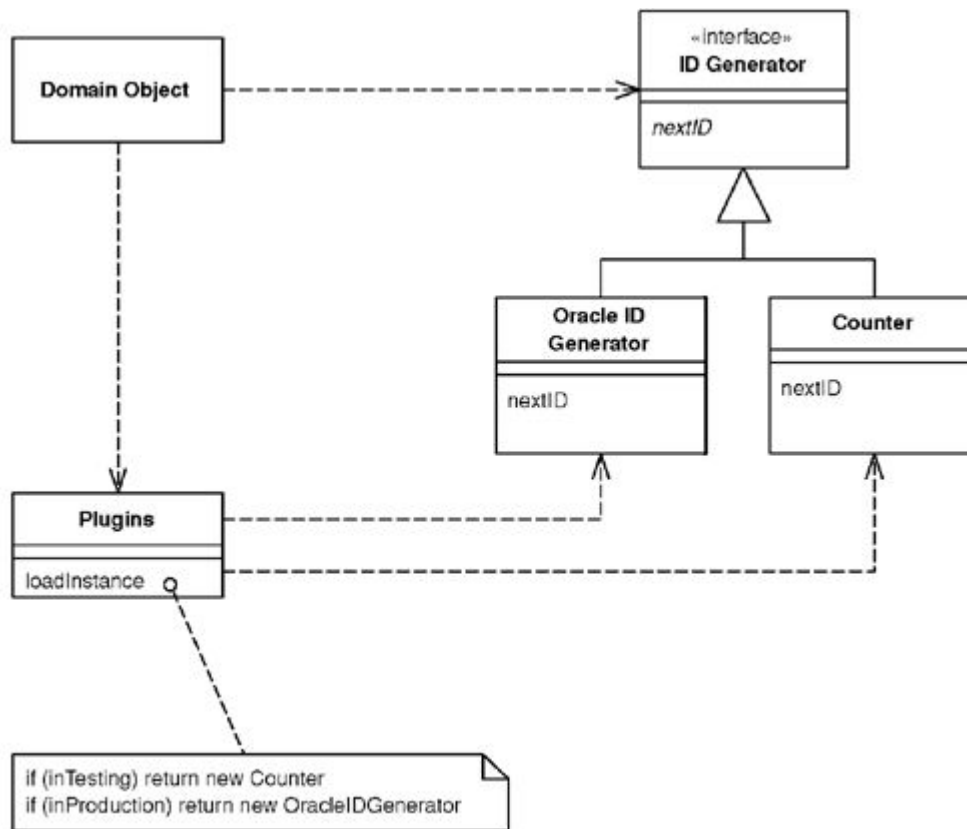 Domain Object
«interface»
ID Generator
nextID
Oracle ID
Generator
nextID
Counter
nextID
Plugins
loadInstance
if (inTesting) return new Counter
if (inProduction) return new OracleIDGenerator